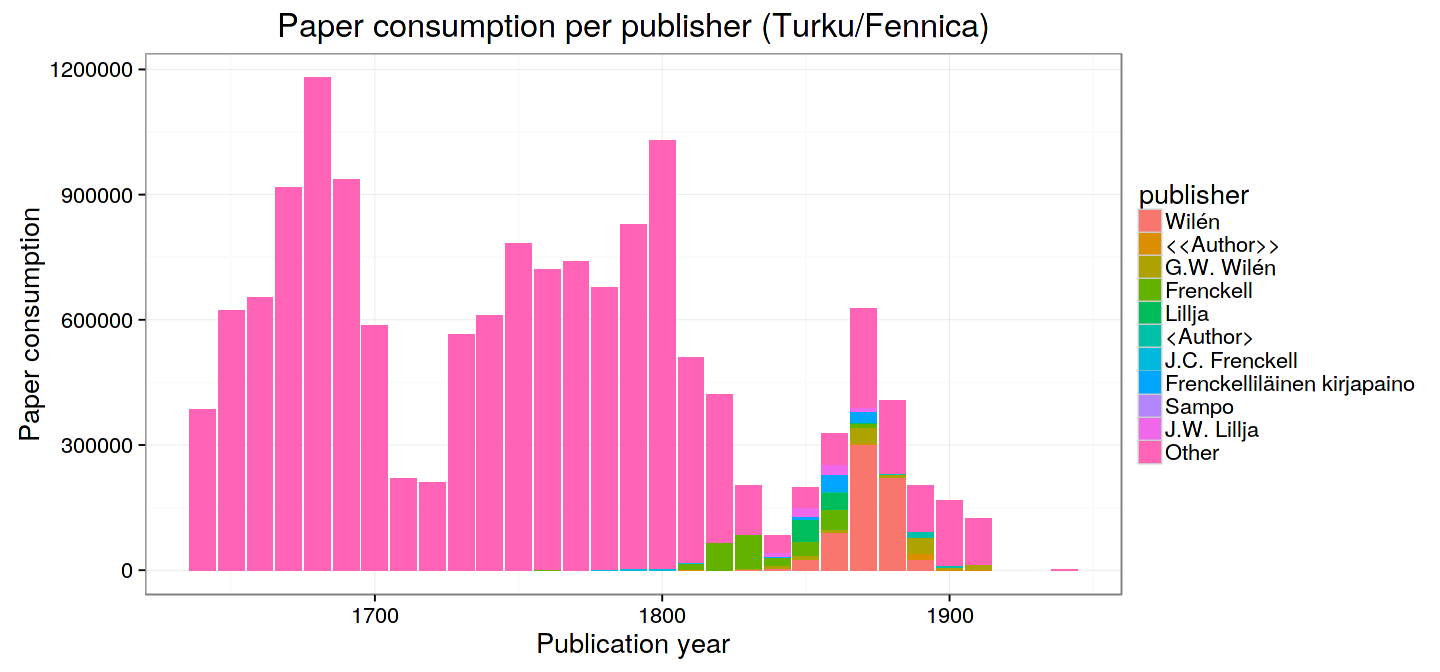 Paper consumption per publisher (Turku/Fennica)
1200000
900000
600000
300000
0
Paper consumption
1700
1800
1900
Publication year
publisher
Wilén
<<Author>>
G.W. Wilén
Frenckell
Lillja
<Author>
J.C. Frenckell
Frenckelliläinen kirjapaino
Sampo
J.W. Lillja
Other